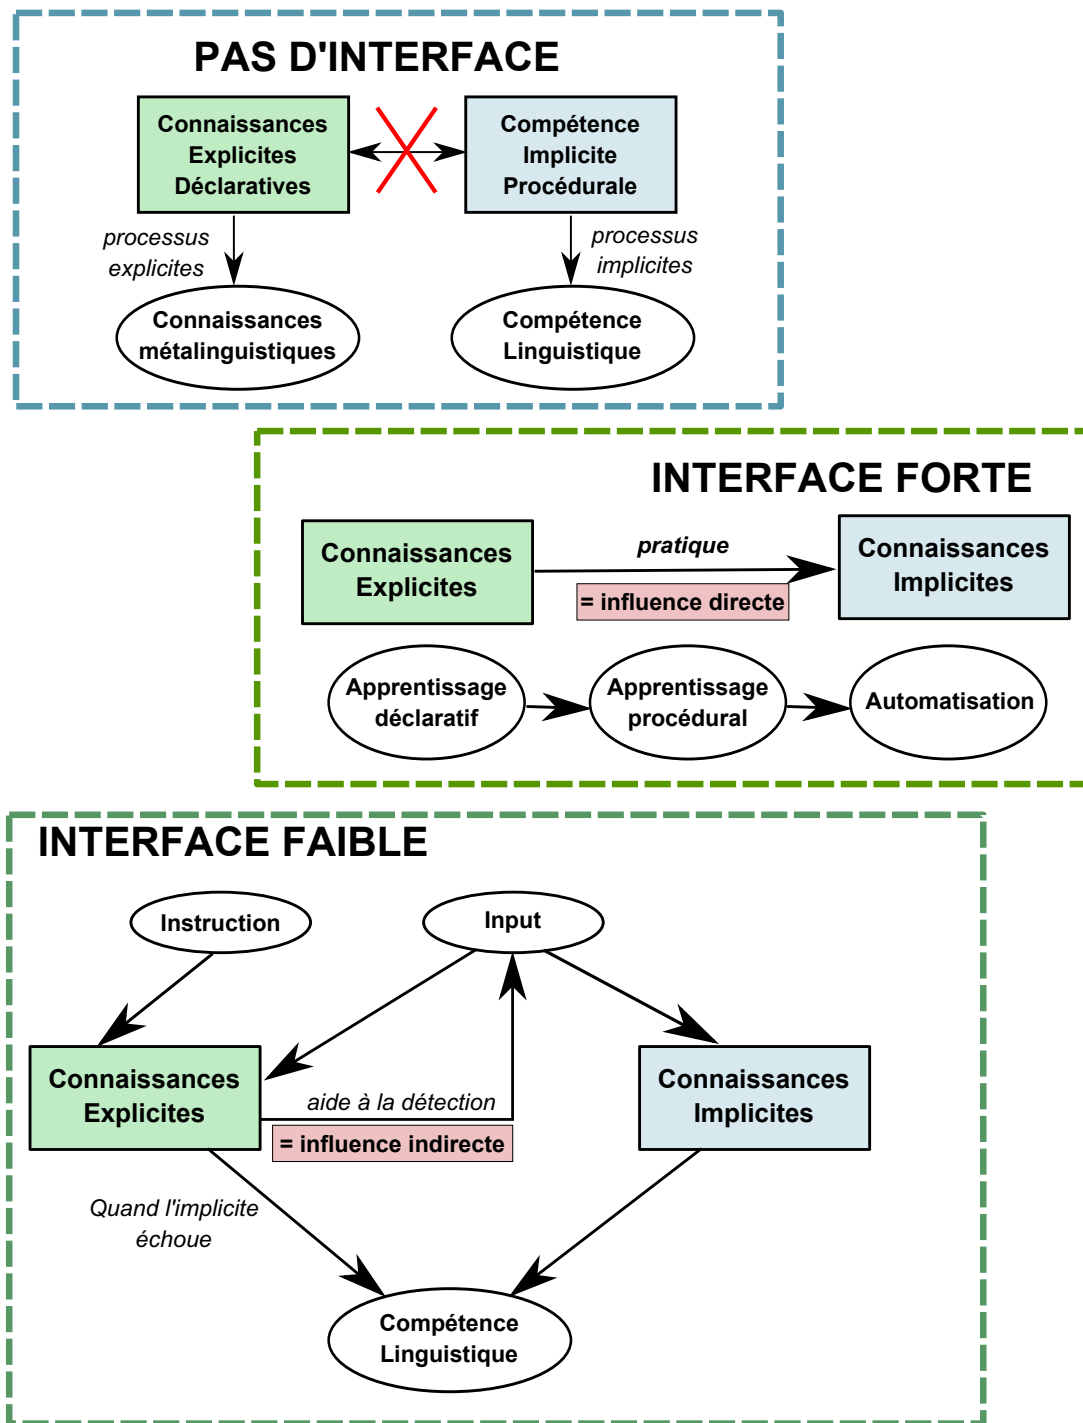 PAS D'INTERFACE
Connaissances
Explicites
Déclaratives
Compétence
Implicite
Procédurale
processus
explicites
processus
implicites
Connaissances
métalinguistiques
Compétence
Linguistique
INTERFACE FORTE
Connaissances
Explicites
pratique
= influence directe
Connaissances
Implicites
Apprentissage
déclaratif
Apprentissage
procédural
Automatisation
INTERFACE FAIBLE
Instruction
Input
Connaissances
Explicites
aide à la détection
= influence indirecte
Connaissances
Implicites
Quand l'implicite
échoue
Compétence
Linguistique